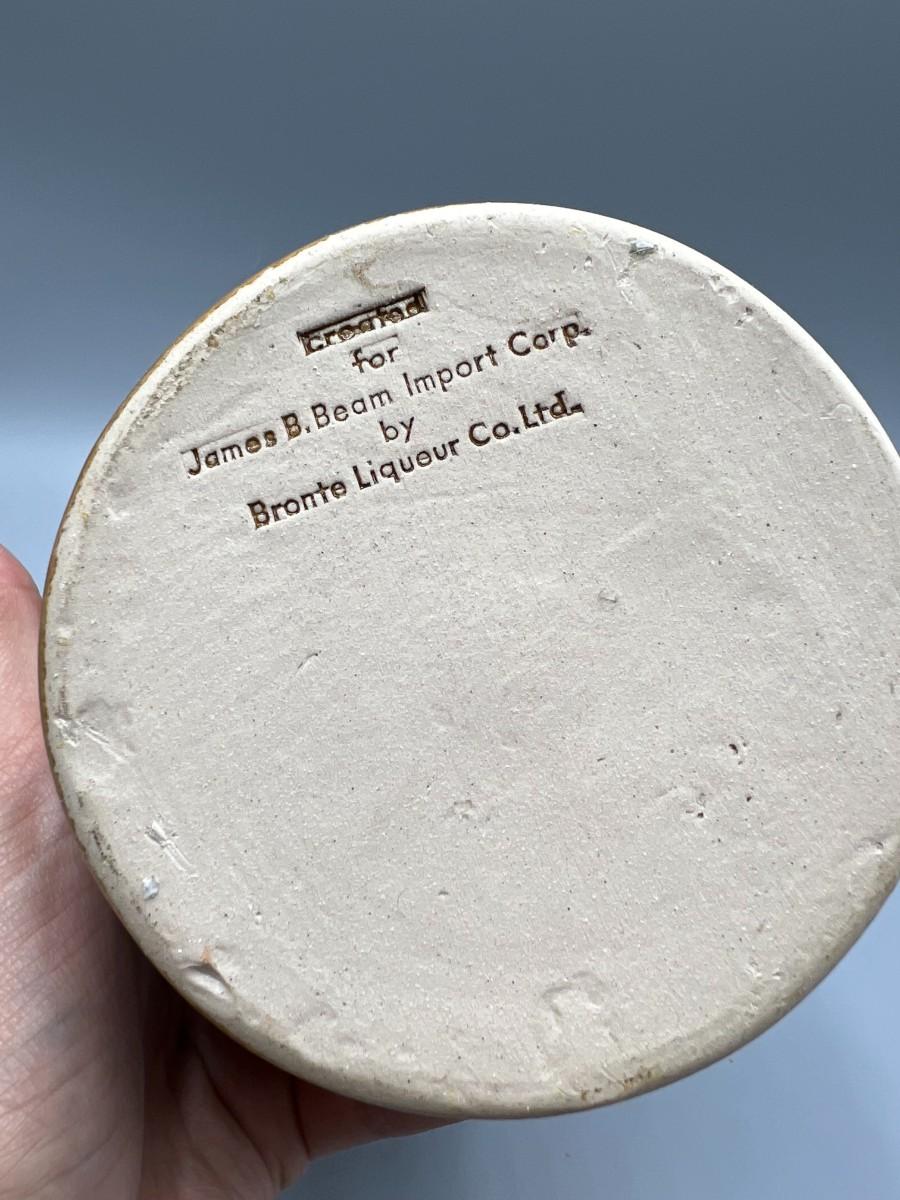 Created
for
James B. Beam Import Corp.
by
Bronte Liqueur Co. Ltd.